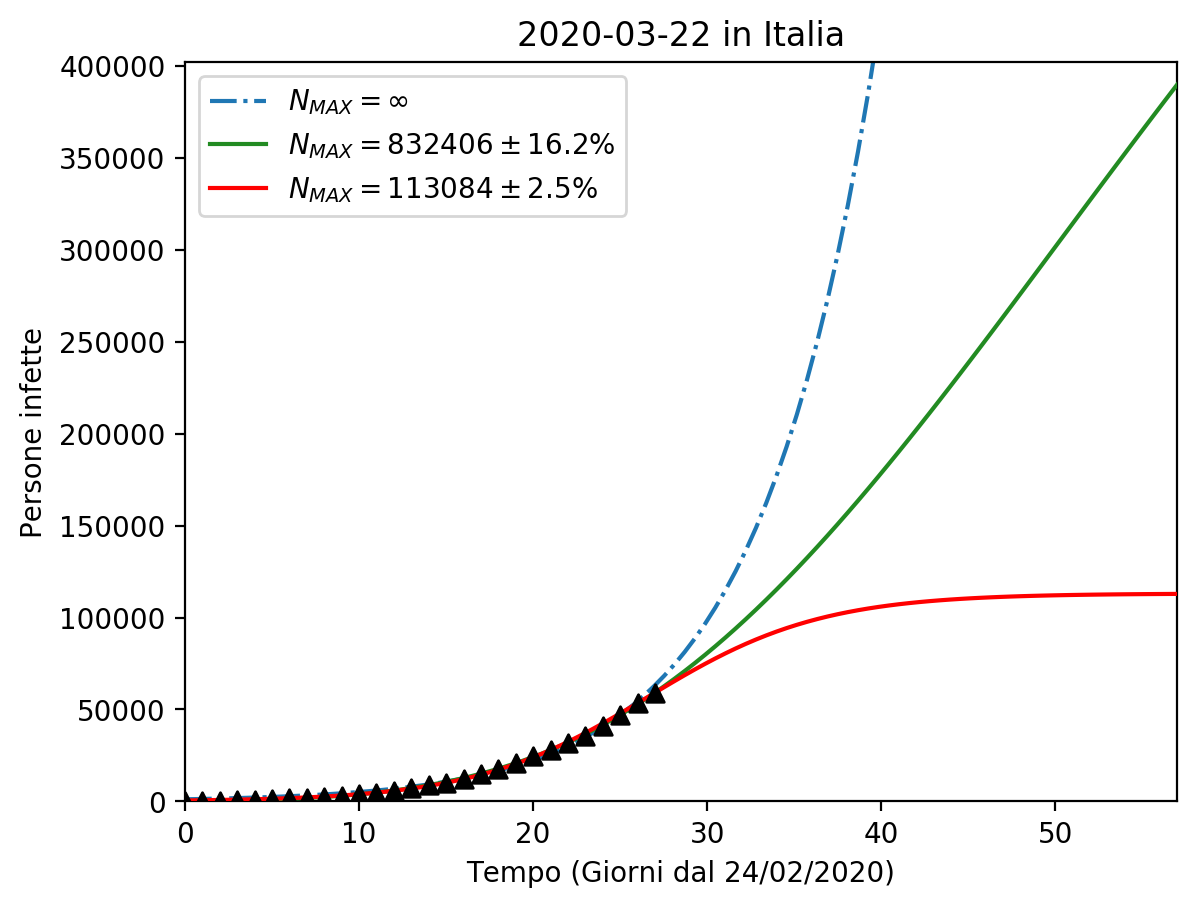 2020-03-22 in Italia
400000
350000
300000
250000
200000
150000
100000
50000
0
Persone infette
N_MAX = ∞
N_MAX = 832406 ± 16.2%
N_MAX = 113084 ± 2.5%
0 10 20 30 40 50
Tempo (Giorni dal 24/02/2020)